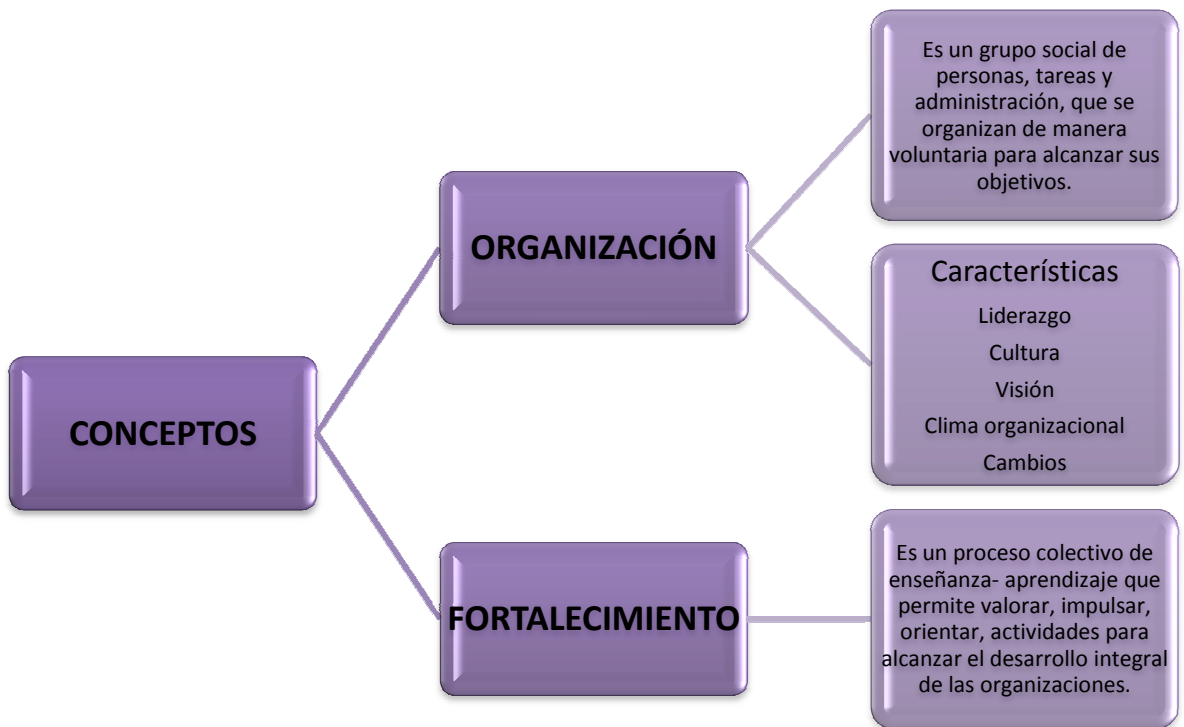 CONCEPTOS
ORGANIZACIÓN
Es un grupo social de
personas, tareas y
administración, que se
organizan de manera
voluntaria para alcanzar sus
objetivos.
Característícas
Liderazgo
Cultura
Visión
Clima organizacional
Cambios
FORTALECIMIENTO
Es un proceso colectivo de
enseñanza- aprendizaje que
permite valorar, impulsar,
orientar, actividades para
alcanzar el desarrollo integral
de las organizaciones.